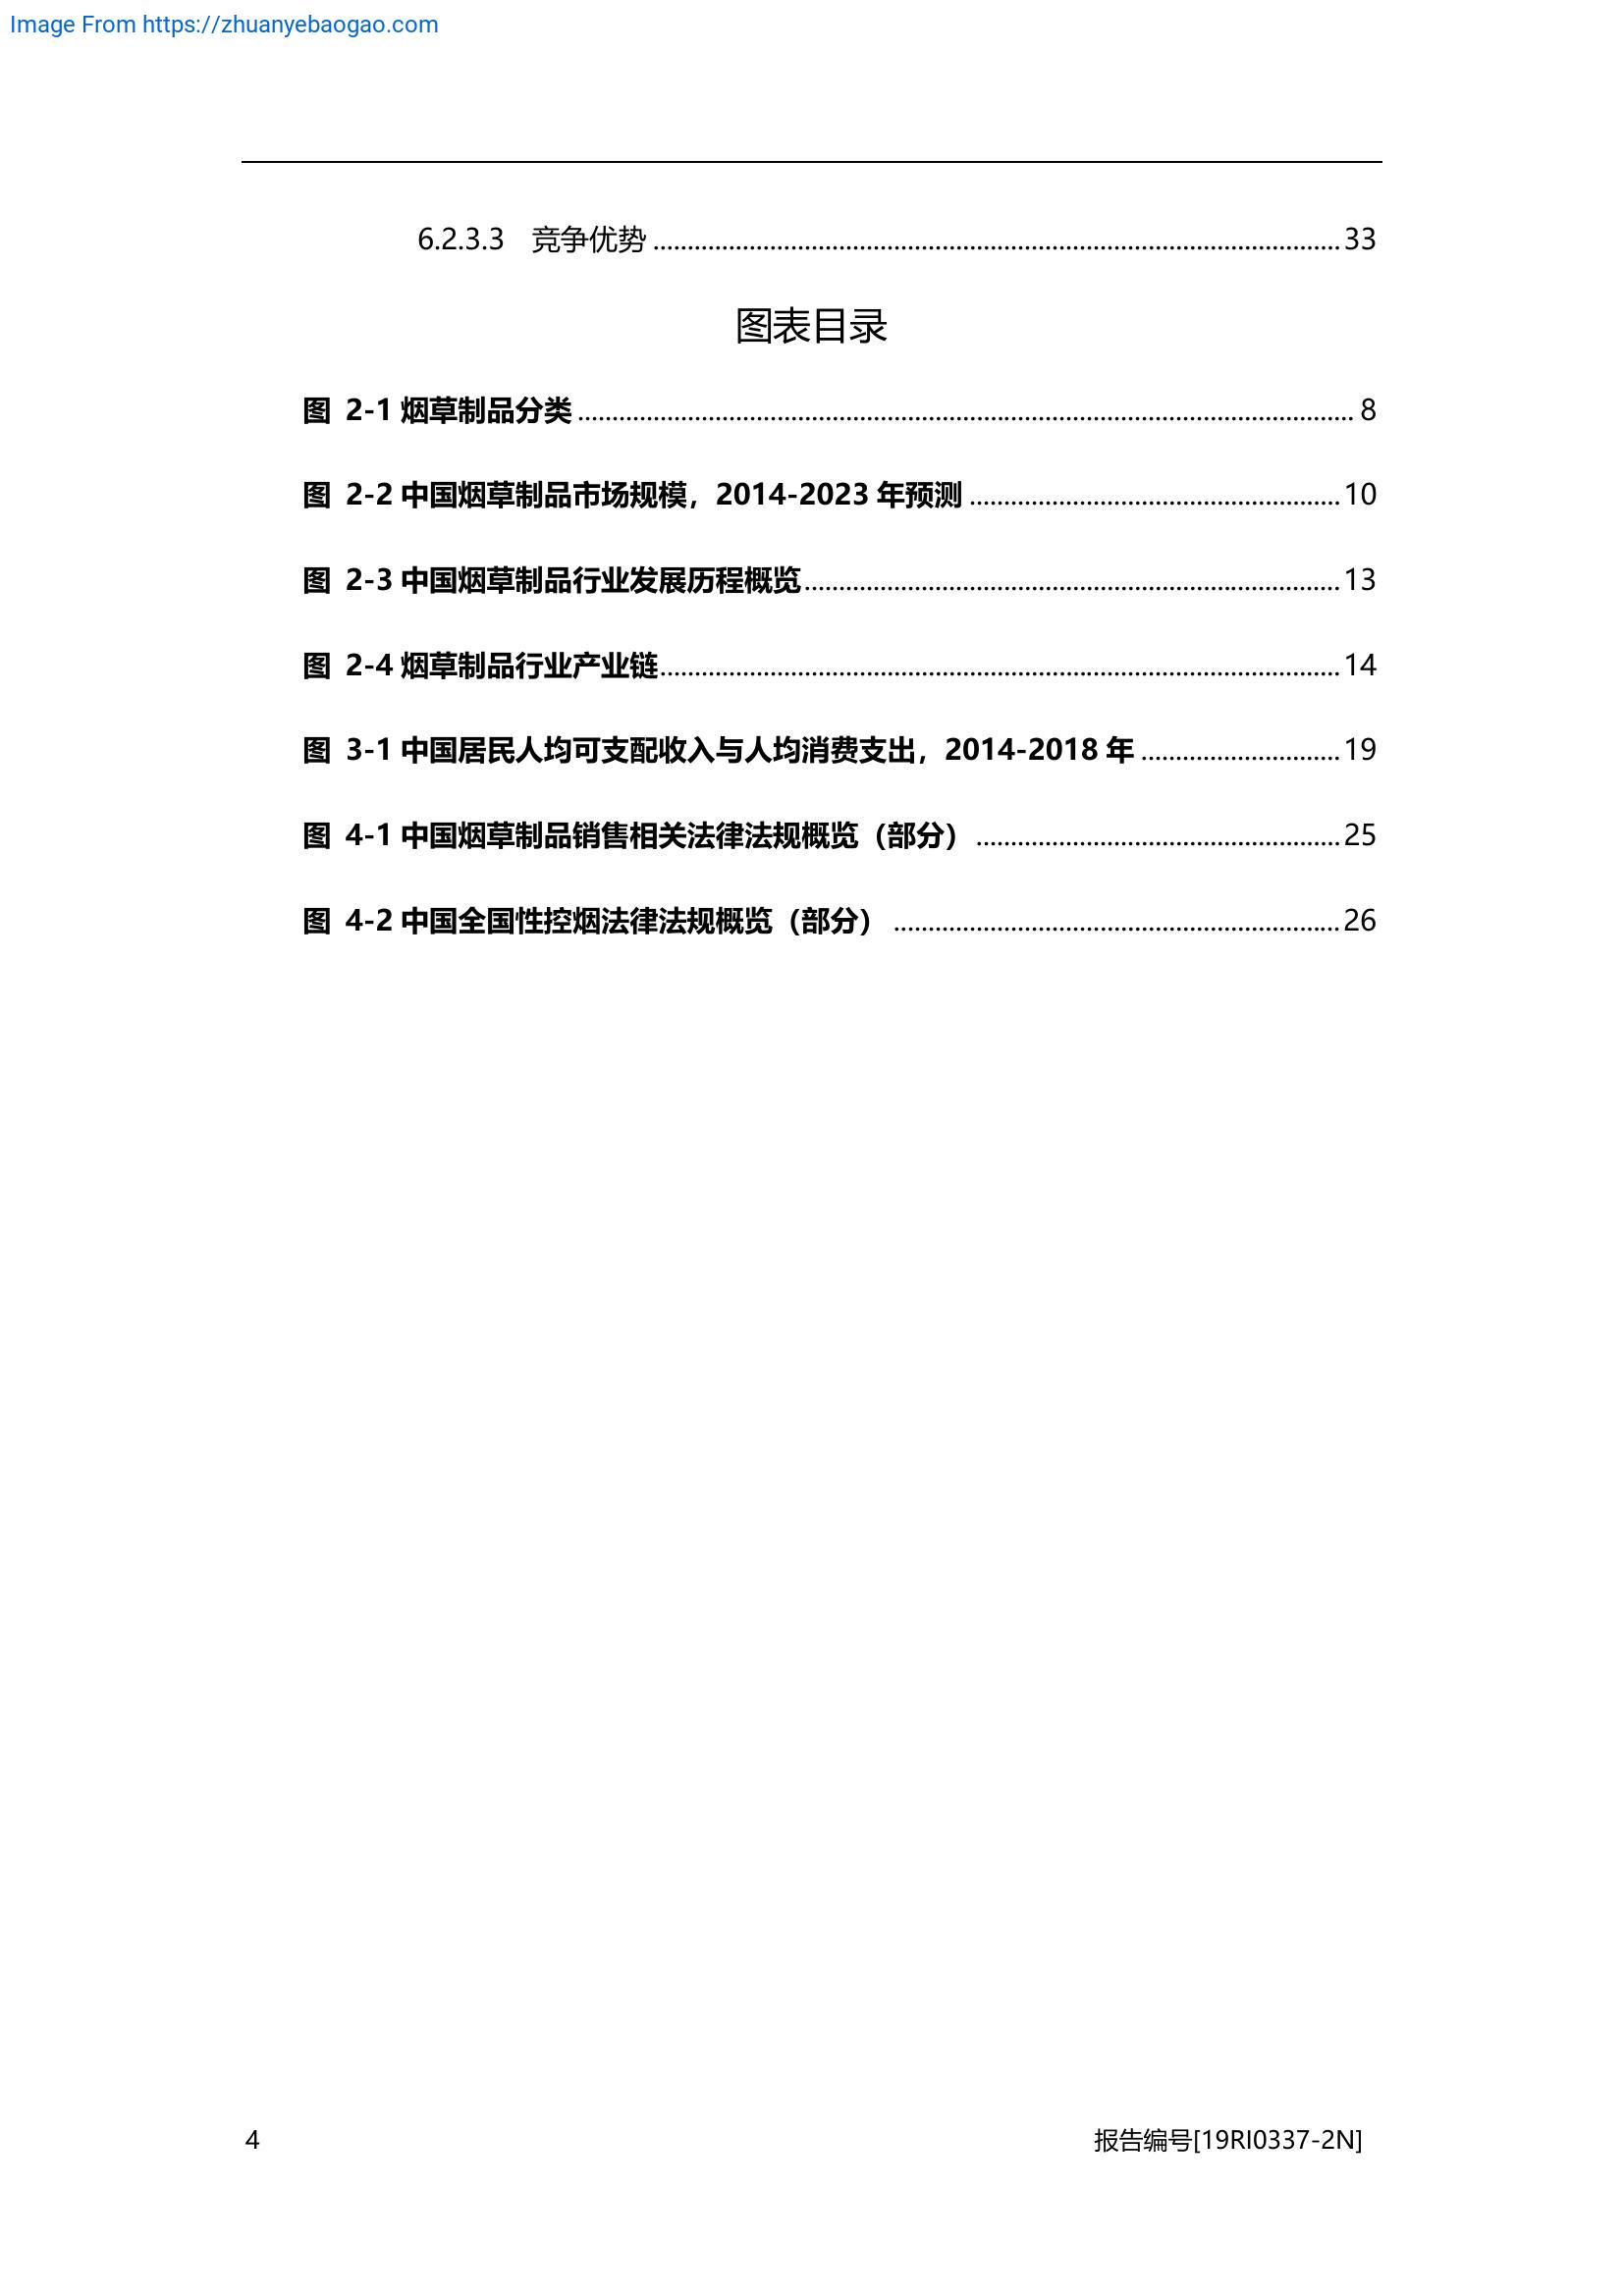 Image From https://zhuanyebaogao.com
6.2.3.3 竞争优势................................33
图表目录
图 2-1 烟草制品分类................................8
图 2-2 中国烟草制品市场规模，2014-2023 年预测................................10
图 2-3 中国烟草制品行业发展历程概览................................13
图 2-4 烟草制品行业产业链................................14
图 3-1 中国居民人均可支配收入与人均消费支出，2014-2018 年................................19
图 4-1 中国烟草制品销售相关法律法规概览（部分）................................25
图 4-2 中国全国性控烟法律法规概览（部分）................................26
4 报告编号[19RI0337-2N]